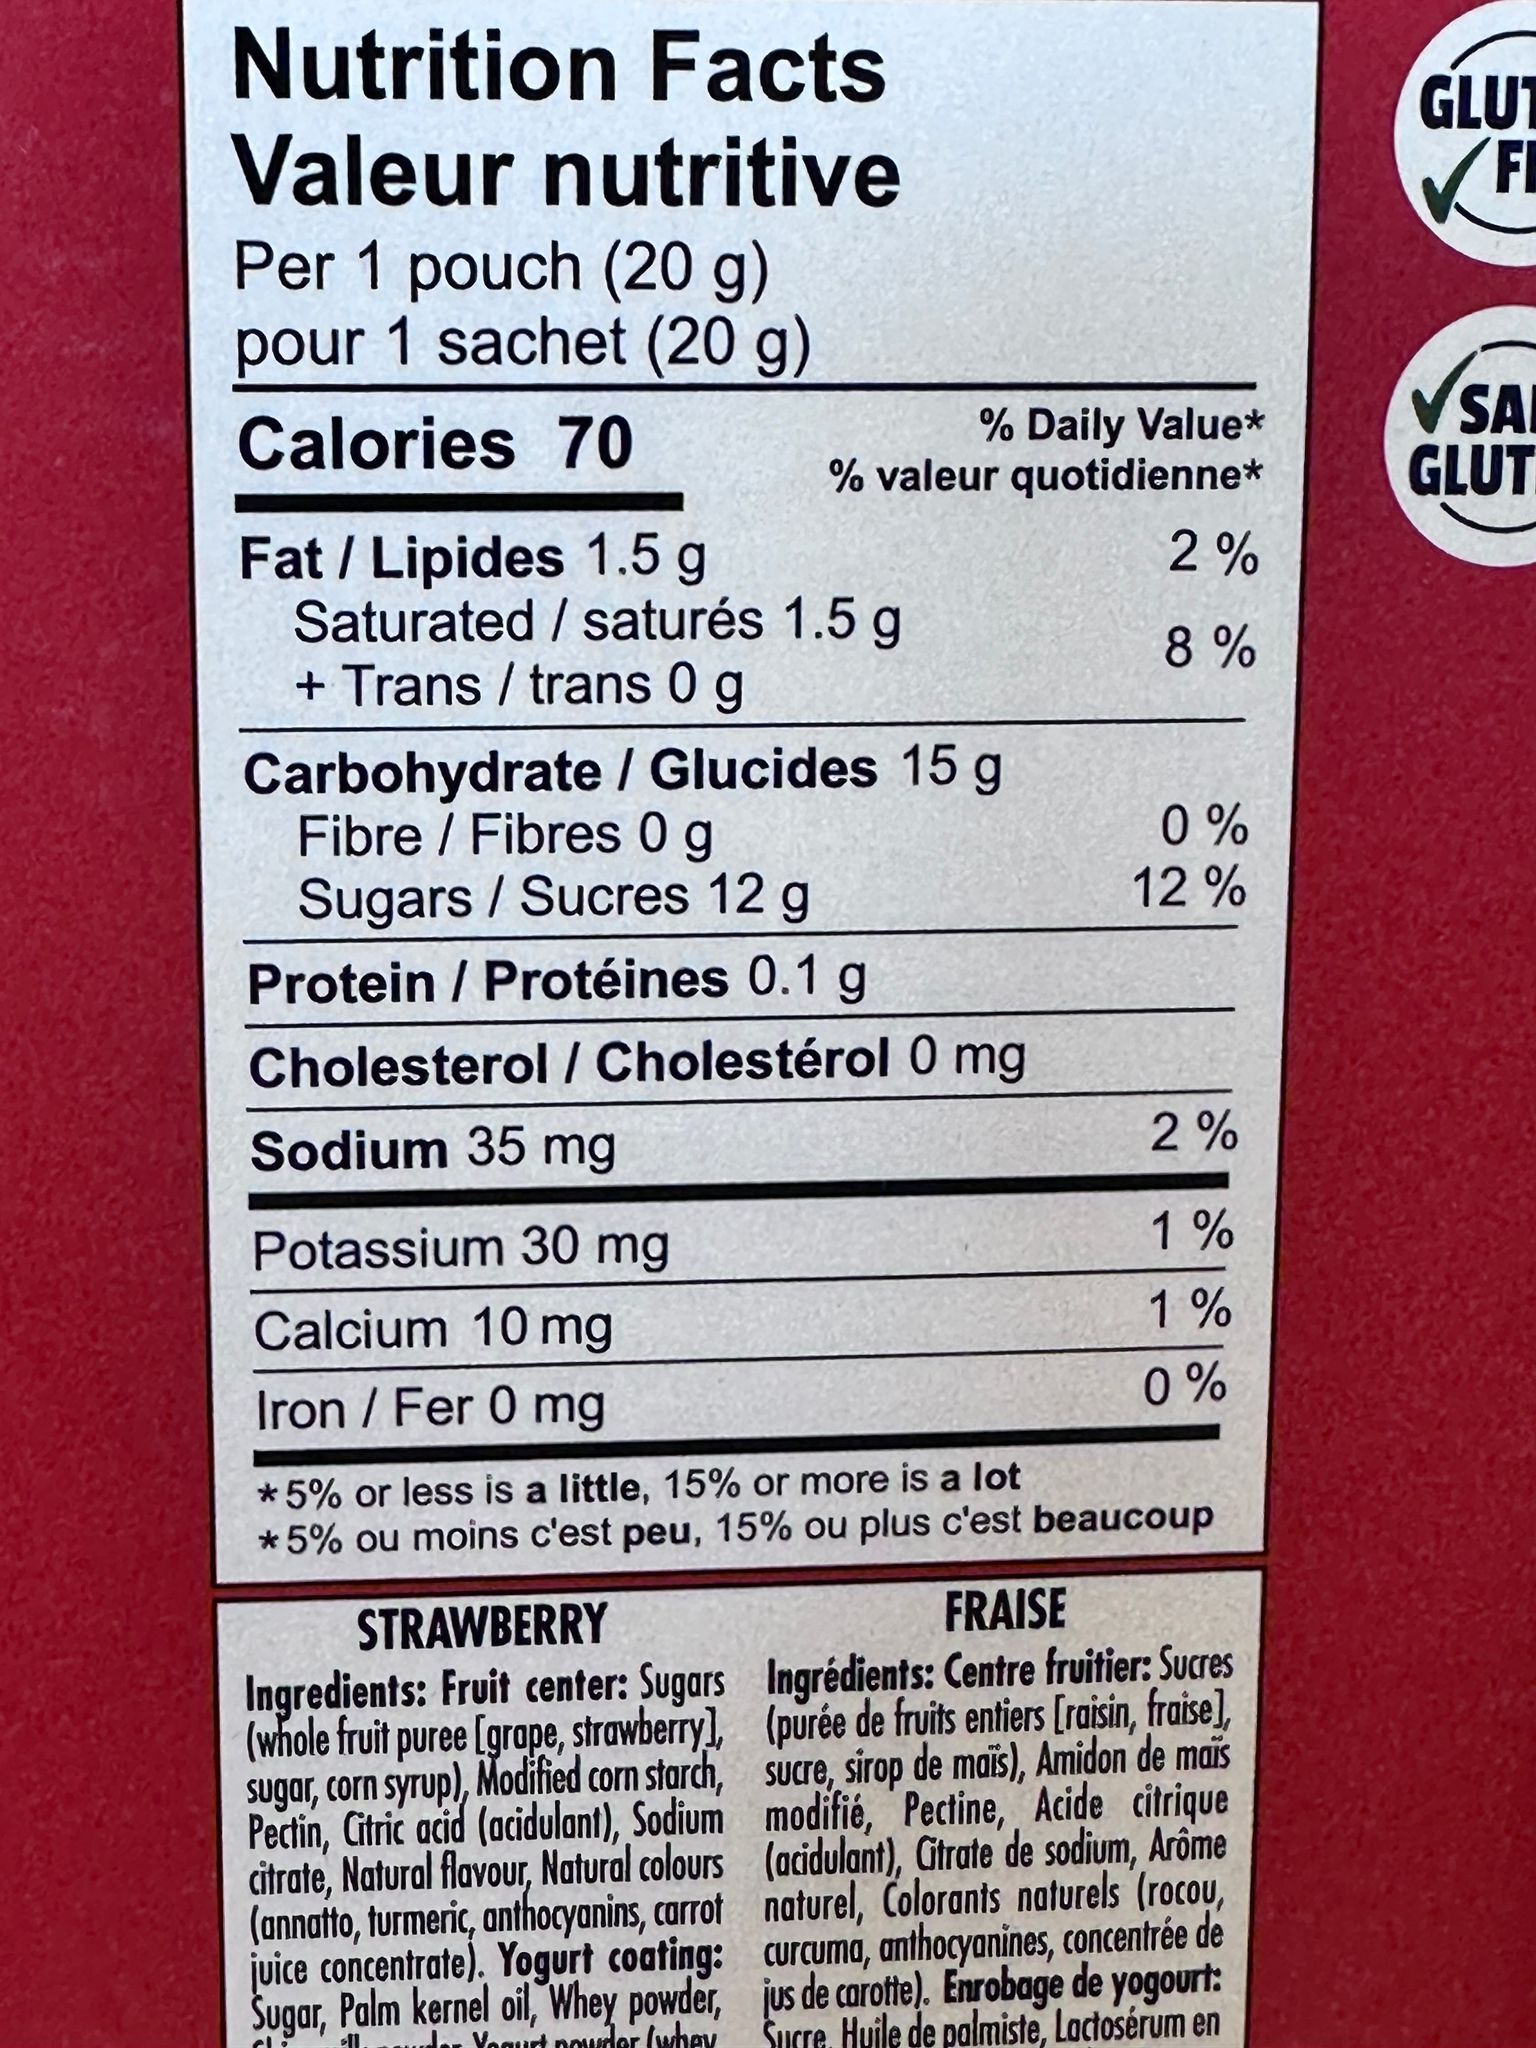 Nutrition Facts
Valeur nutritive
Per 1 pouch (20 g)
pour 1 sachet (20 g)
Calories 70
% Daily Value*
% valeur quotidienne*
Fat / Lipides 1.5 g 2 %
Saturated / saturés 1.5 g
+ Trans / trans 0 g 8 %
Carbohydrate / Glucides 15 g
Fibre / Fibres 0 g 0 %
Sugars / Sucres 12 g 12 %
Protein / Protéines 0.1 g
Cholesterol / Cholestérol 0 mg
Sodium 35 mg 2 %
Potassium 30 mg 1 %
Calcium 10 mg 1 %
Iron / Fer 0 mg 0 %
*5% or less is a little, 15% or more is a lot
*5% ou moins c'est peu, 15% ou plus c'est beaucoup
STRAWBERRY
Ingredients: Fruit center: Sugars
(whole fruit puree [grape, strawberry],
sugar, corn syrup), Modified corn starch,
Pectin, Citric acid (acidulant), Sodium
citrate, Natural flavour, Natural colours
(annatto, turmeric, anthocyanins, carrot
juice concentrate). Yogurt coating:
Sugar, Palm kernel oil, Whey powder,
Yogurt powder (whey
FRAISE
Ingrédients: Centre fruitier: Sucres
(purée de fruits entiers [raisin, fraise],
sucre, sirop de maïs), Amidon de maïs
modifié, Pectine, Acide citrique
(acidulant), Citrate de sodium, Arôme
naturel, Colorants naturels (rocou,
curcuma, anthocyanines, concentrée de
jus de carotte). Enrobage de yogourt:
Sucre, Huile de palmiste, Lactosérum en
GLUT
FR
SAN
GLUT